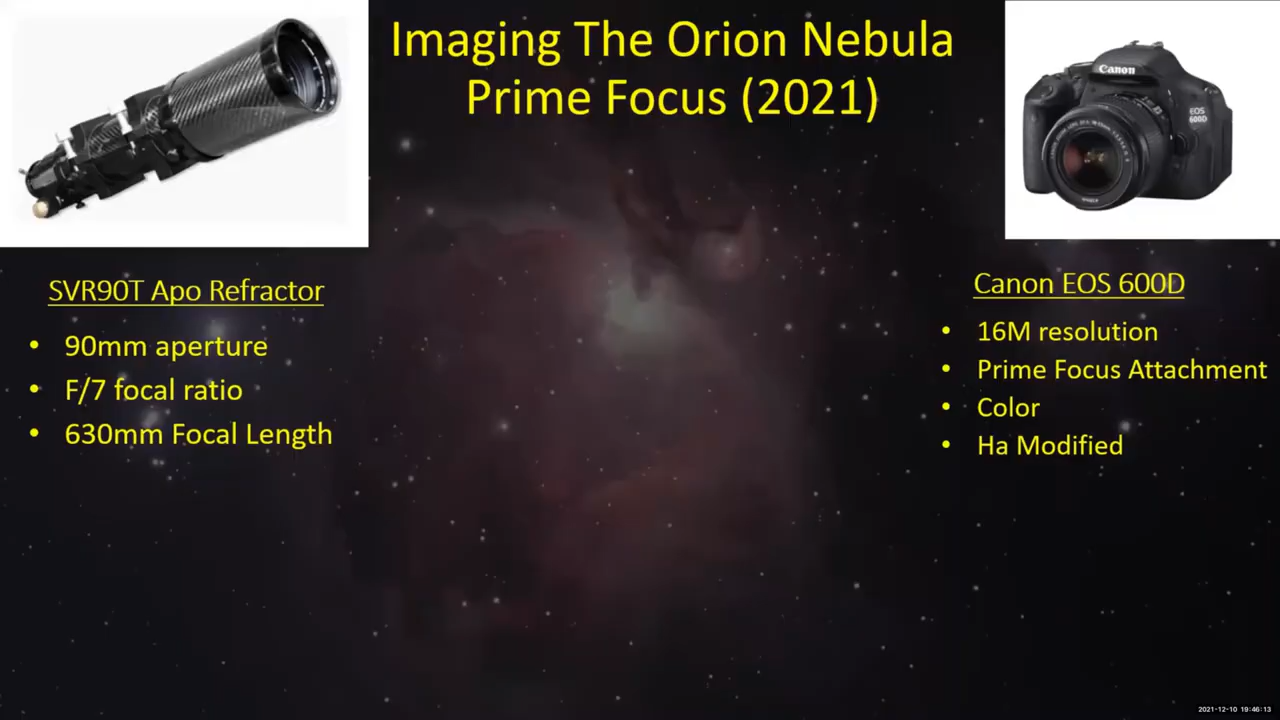 Imaging The Orion Nebula
Prime Focus (2021)
Canon
EOS
600D
SVR90T Apo Refractor
• 90mm aperture
• F/7 focal ratio
• 630mm Focal Length
Canon EOS 600D
• 16M resolution
• Prime Focus Attachment
• Color
• Ha Modified
2021-12-10 19:46:13